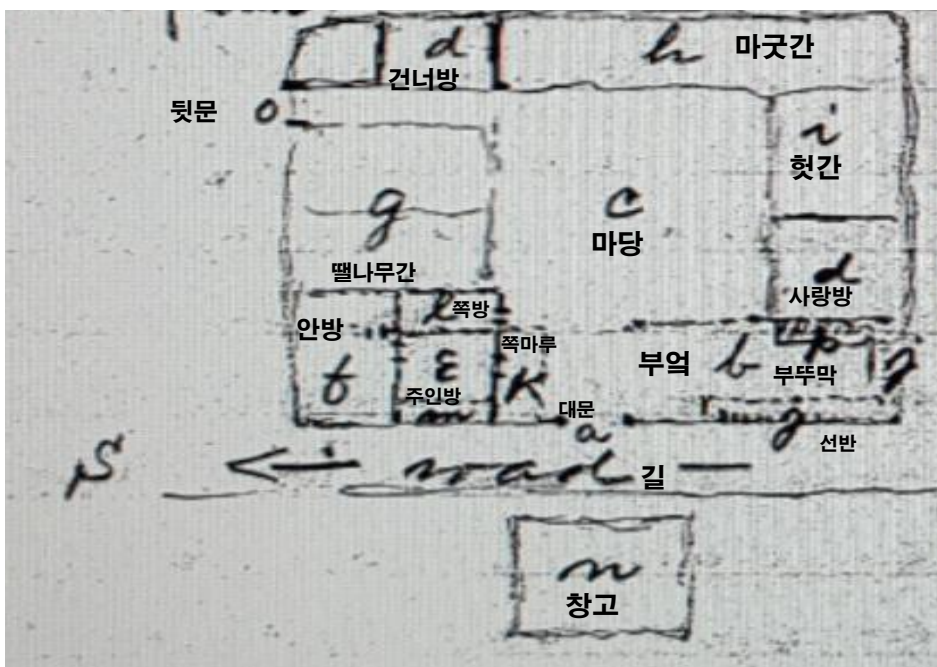 d h 마굿간
건너방
뒷문 o
i
헛간
g c
마당
땔나무간
d
사랑방
l 쪽방
안방
쪽마루
부엌 b p
부뚜막
f E K
주인방
m
대문
a
j
선반
S road 길
n
창고